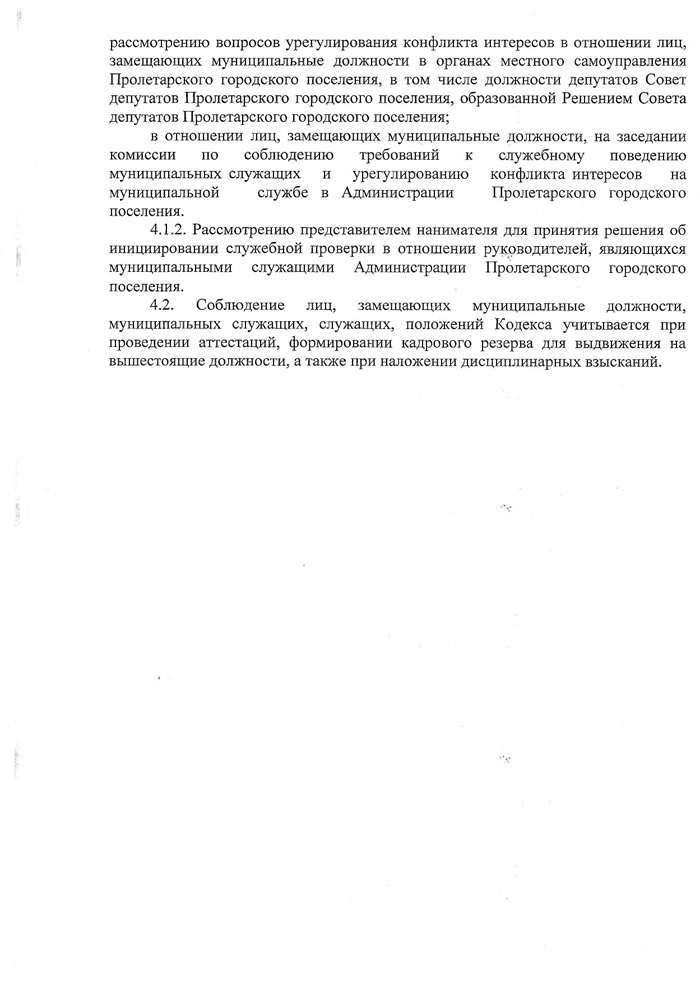 рассмотрению вопросов урегулирования конфликта интересов в отношении лиц,
замещающих муниципальные должности в органах местного самоуправления
Пролетарского городского поселения, в том числе должности депутатов Совет
депутатов Пролетарского городского поселения, образованной Решением Совета
депутатов Пролетарского городского поселения;
в отношении лиц, замещающих муниципальные должности, на заседании
комиссии по соблюдению требований к служебному поведению
муниципальных служащих и урегулированию конфликта интересов на
муниципальной службе в Администрации Пролетарского городского
поселения.
4.1.2. Рассмотрению представителем нанимателя для принятия решения об
инициировании служебной проверки в отношении руководителей, являющихся
муниципальными служащими Администрации Пролетарского городского
поселения.
4.2. Соблюдение лиц, замещающих муниципальные должности,
муниципальных служащих, служащих, положений Кодекса учитывается при
проведении аттестаций, формировании кадрового резерва для выдвижения на
вышестоящие должности, а также при наложении дисциплинарных взысканий.